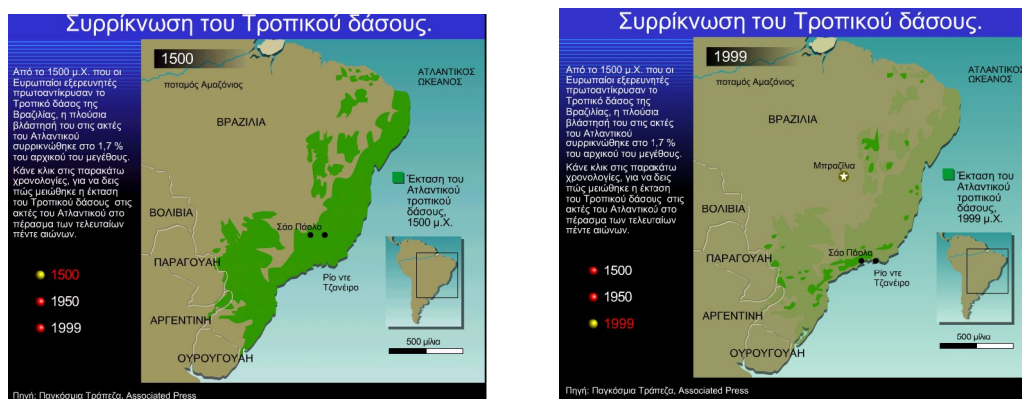 Συρρίκνωση του Τροπικού δάσους.
1500
Από το 1500 μ.Χ. που οι
Ευρωπαίοι εξερευνητές
πρωτοαντίκρυσαν το
Τροπικό δάσος της
Βραζιλίας, η πλούσια
βλάστησή του στις ακτές
του Ατλαντικού
συρρικνώθηκε στο 1,7 %
του αρχικού του μεγέθους.
Κάνε κλικ στις παρακάτω
χρονολογίες, για να δεις
πώς μειώθηκε η έκταση
του Τροπικού δάσους στις
ακτές του Ατλαντικού στο
πέρασμα των τελευταίων
πέντε αιώνων.
1500
1950
1999
ποταμός Αμαζόνιος
ΑΤΛΑΝΤΙΚΟΣ
ΩΚΕΑΝΟΣ
ΒΡΑΖΙΛΙΑ
Έκταση του
Ατλαντικού
τροπικού
δάσους,
1500 μ.Χ.
ΒΟΛΙΒΙΑ
Σάο Πάολο
ΠΑΡΑΓΟΥΑΗ
Ρίο ντε
Τζανέιρο
ΑΡΓΕΝΤΙΝΗ
ΟΥΡΟΥΓΟΥΑΗ
500 μίλια
Πηγή: Παγκόσμια Τράπεζα, Associated Press
Συρρίκνωση του Τροπικού δάσους.
1999
Από το 1500 μ.Χ. που οι
Ευρωπαίοι εξερευνητές
πρωτοαντίκρυσαν το
Τροπικό δάσος της
Βραζιλίας, η πλούσια
βλάστησή του στις ακτές
του Ατλαντικού
συρρικνώθηκε στο 1,7 %
του αρχικού του μεγέθους.
Κάνε κλικ στις παρακάτω
χρονολογίες, για να δεις
πώς μειώθηκε η έκταση
του Τροπικού δάσους στις
ακτές του Ατλαντικού στο
πέρασμα των τελευταίων
πέντε αιώνων.
1500
1950
1999
ποταμός Αμαζόνιος
ΑΤΛΑΝΤΙΚΟΣ
ΩΚΕΑΝΟΣ
ΒΡΑΖΙΛΙΑ
Μπραζίλια
Έκταση του
Ατλαντικού
τροπικού
δάσους,
1999 μ.Χ.
ΒΟΛΙΒΙΑ
Σάο Πάολο
ΠΑΡΑΓΟΥΑΗ
Ρίο ντε
Τζανέιρο
ΑΡΓΕΝΤΙΝΗ
ΟΥΡΟΥΓΟΥΑΗ
500 μίλια
Πηγή: Παγκόσμια Τράπεζα, Associated Press